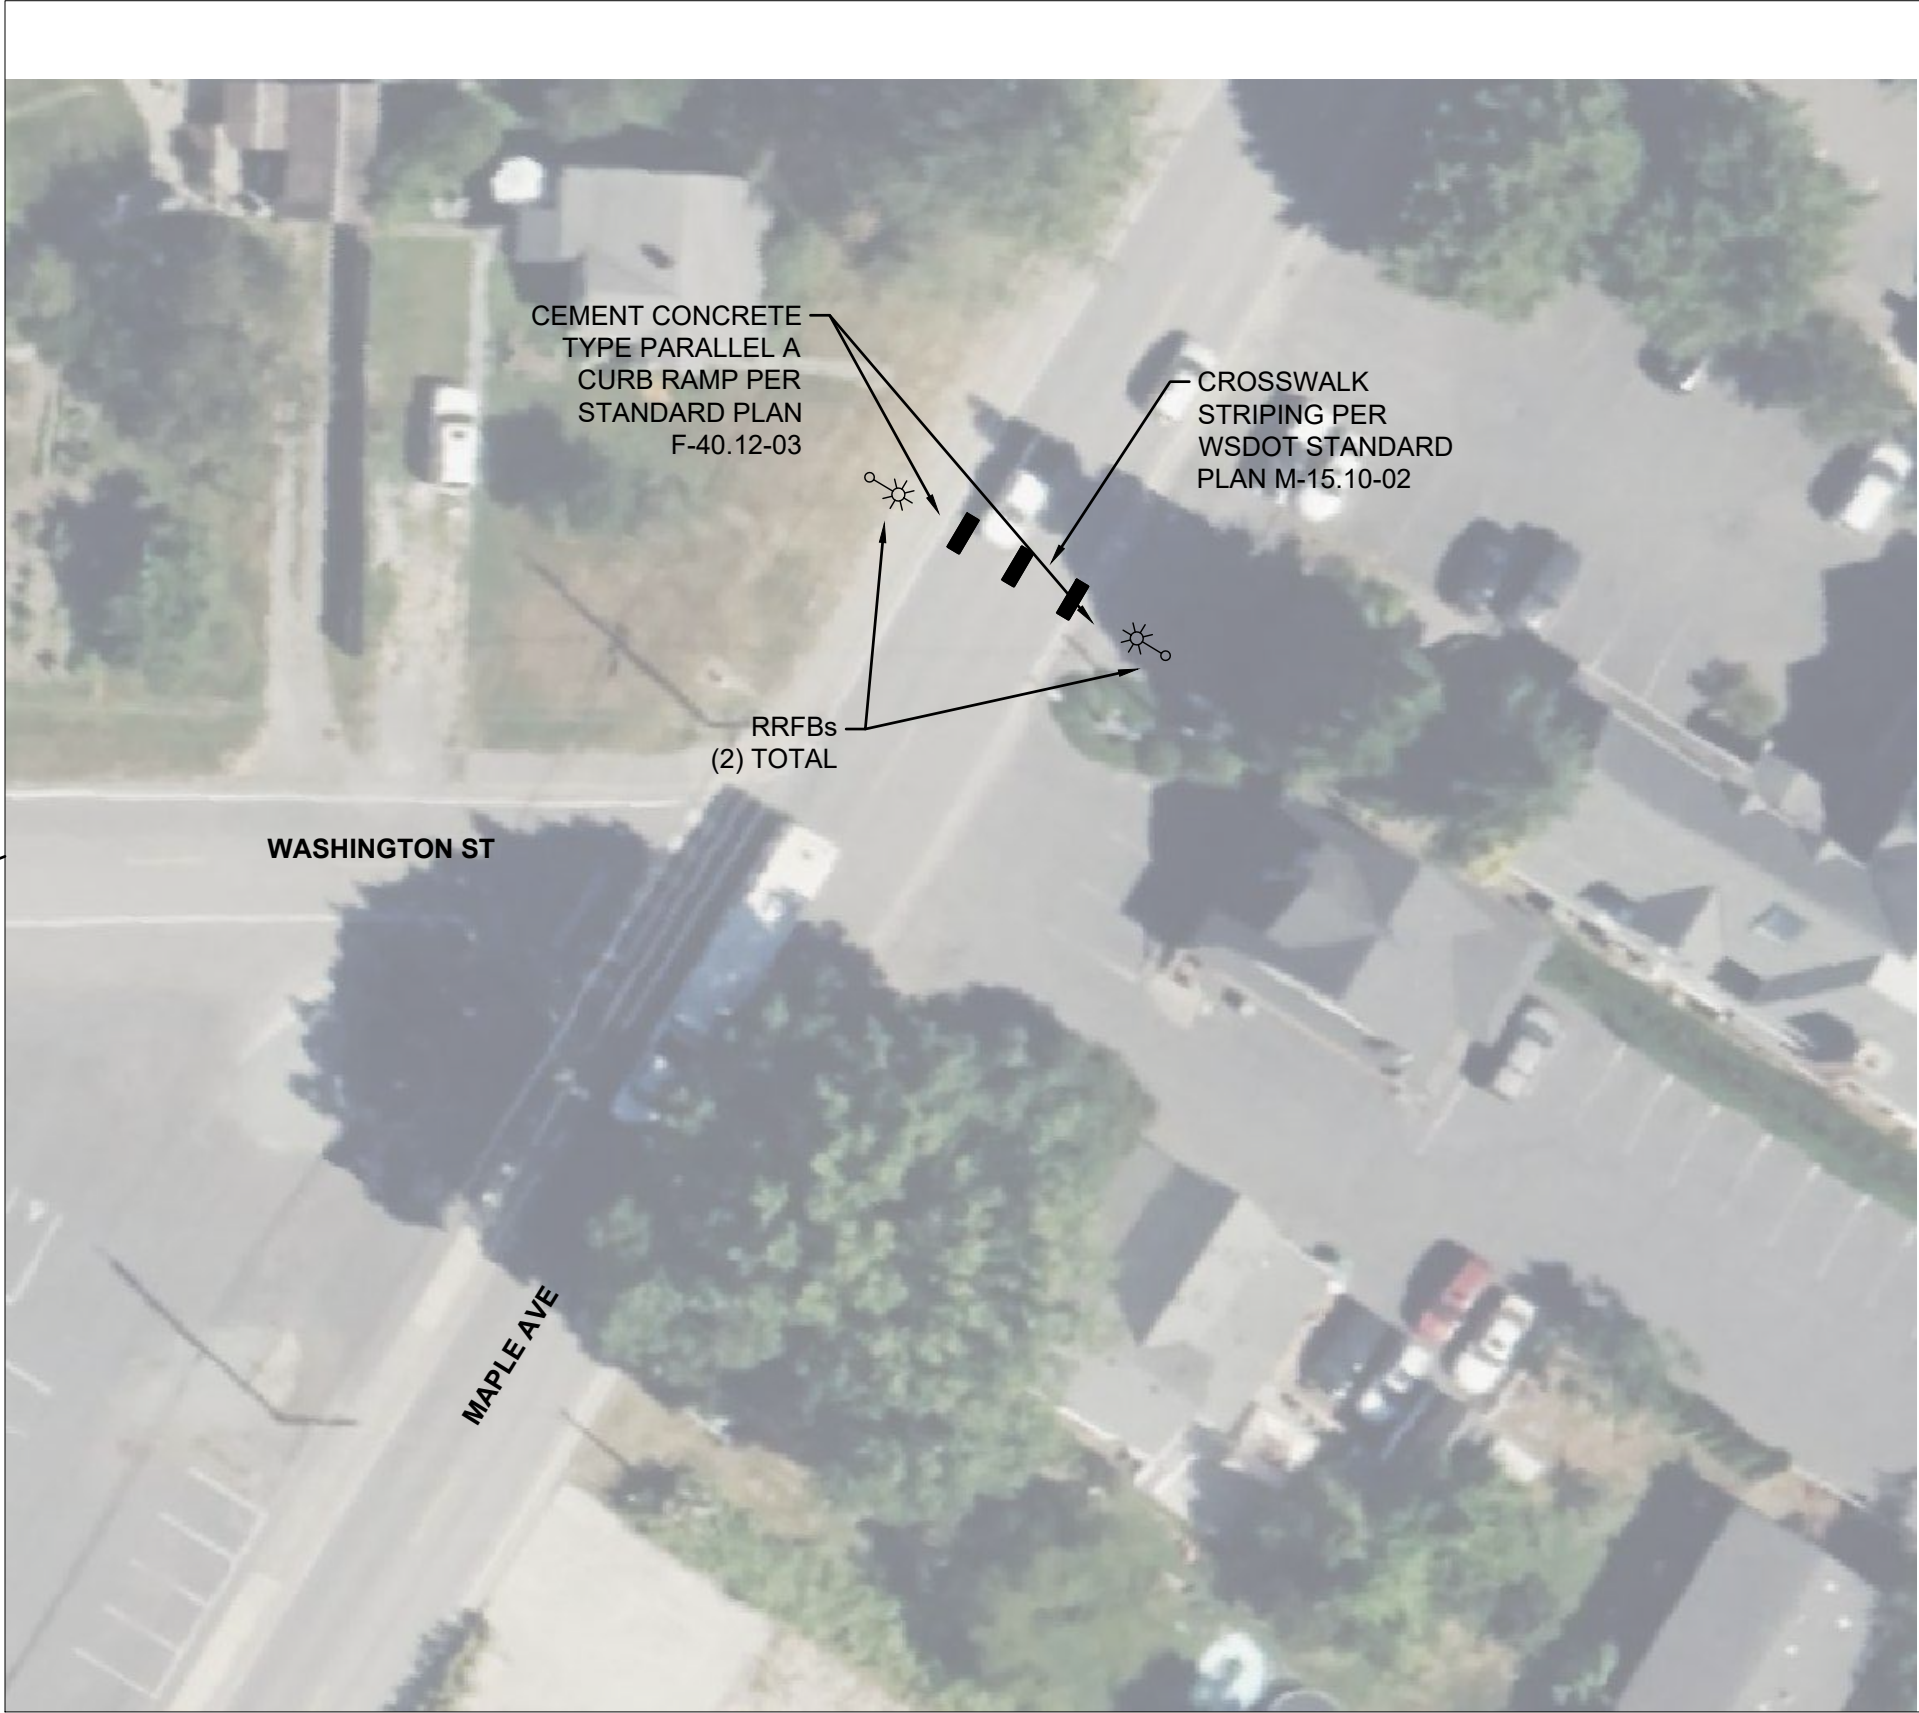 CEMENT CONCRETE
TYPE PARALLEL A
CURB RAMP PER
STANDARD PLAN
F-40.12-03
CROSSWALK
STRIPING PER
WSDOT STANDARD
PLAN M-15.10-02
RRFBs
(2) TOTAL
WASHINGTON ST
MAPLE AVE